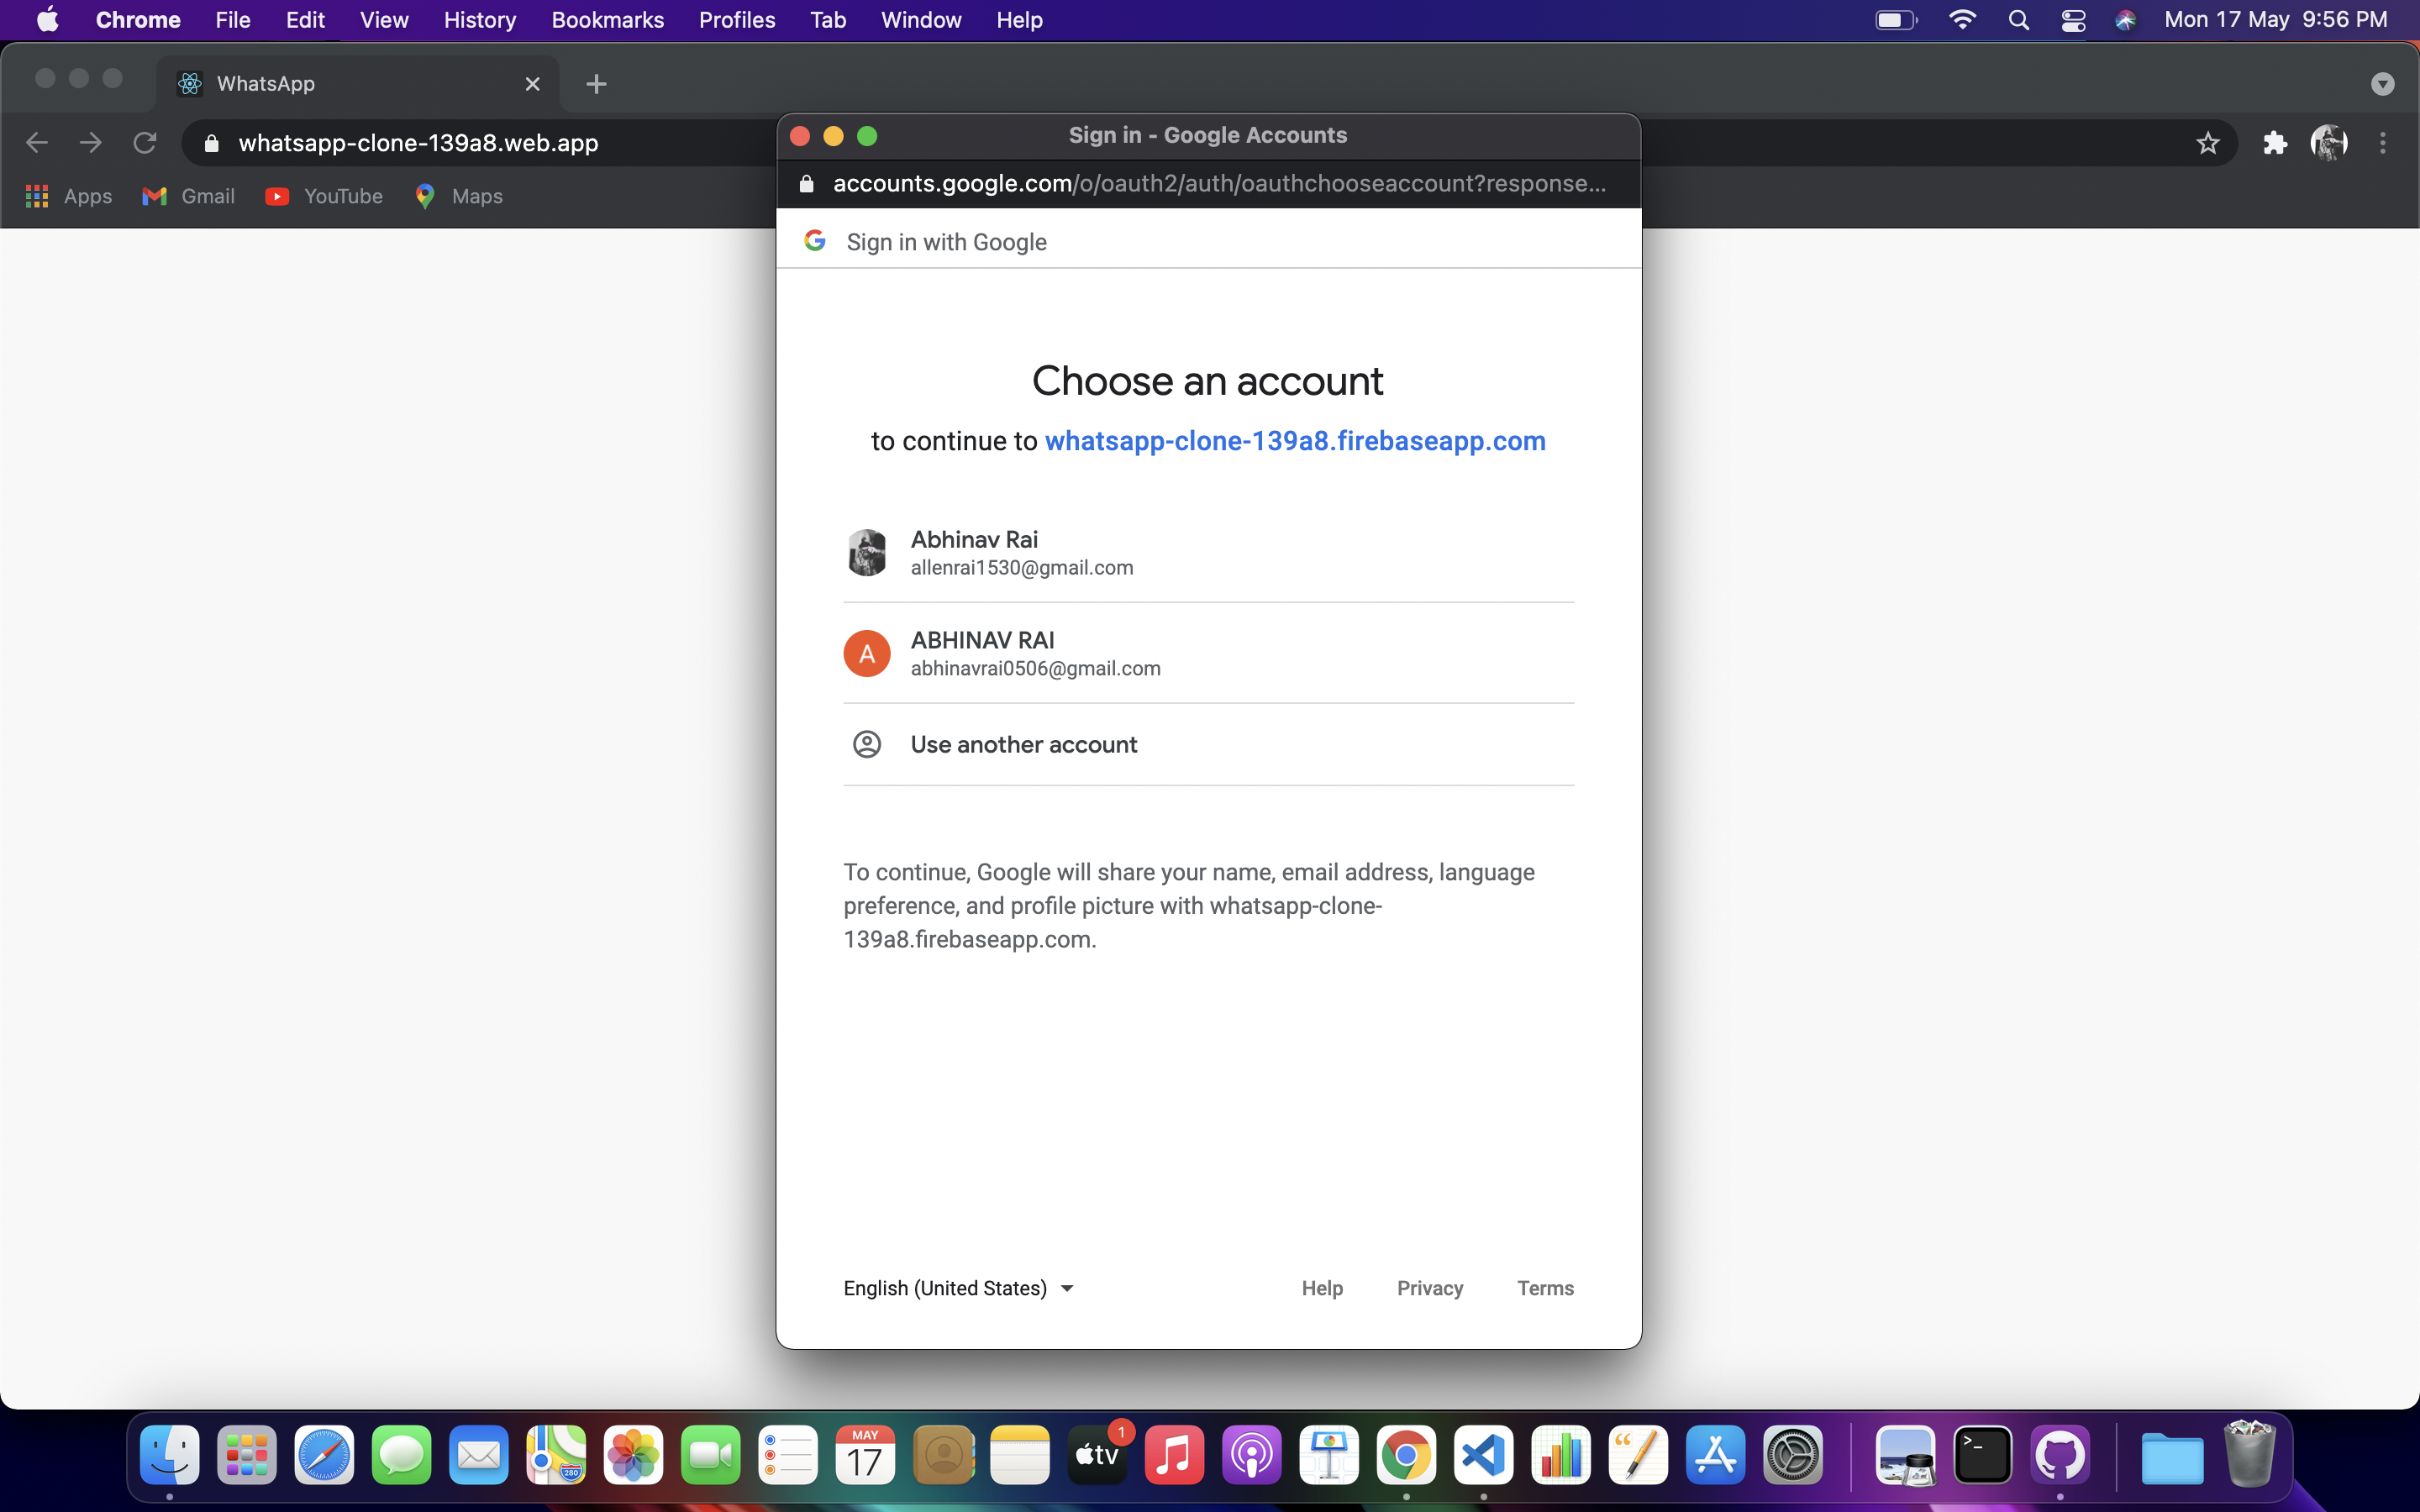 Chrome File Edit View History Bookmarks Profiles Tab Window Help Mon 17 May 9:56 PM
WhatsApp
whatsapp-clone-139a8.web.app
Apps Gmail YouTube Maps
Sign in - Google Accounts
accounts.google.com/o/oauth2/auth/oauthchooseaccount?response...
Sign in with Google
Choose an account
to continue to whatsapp-clone-139a8.firebaseapp.com
Abhinav Rai
allenrai1530@gmail.com
A
ABHINAV RAI
abhinavrai0506@gmail.com
Use another account
To continue, Google will share your name, email address, language
preference, and profile picture with whatsapp-clone-
139a8.firebaseapp.com.
English (United States) Help Privacy Terms
MAY
17
280
tv
1